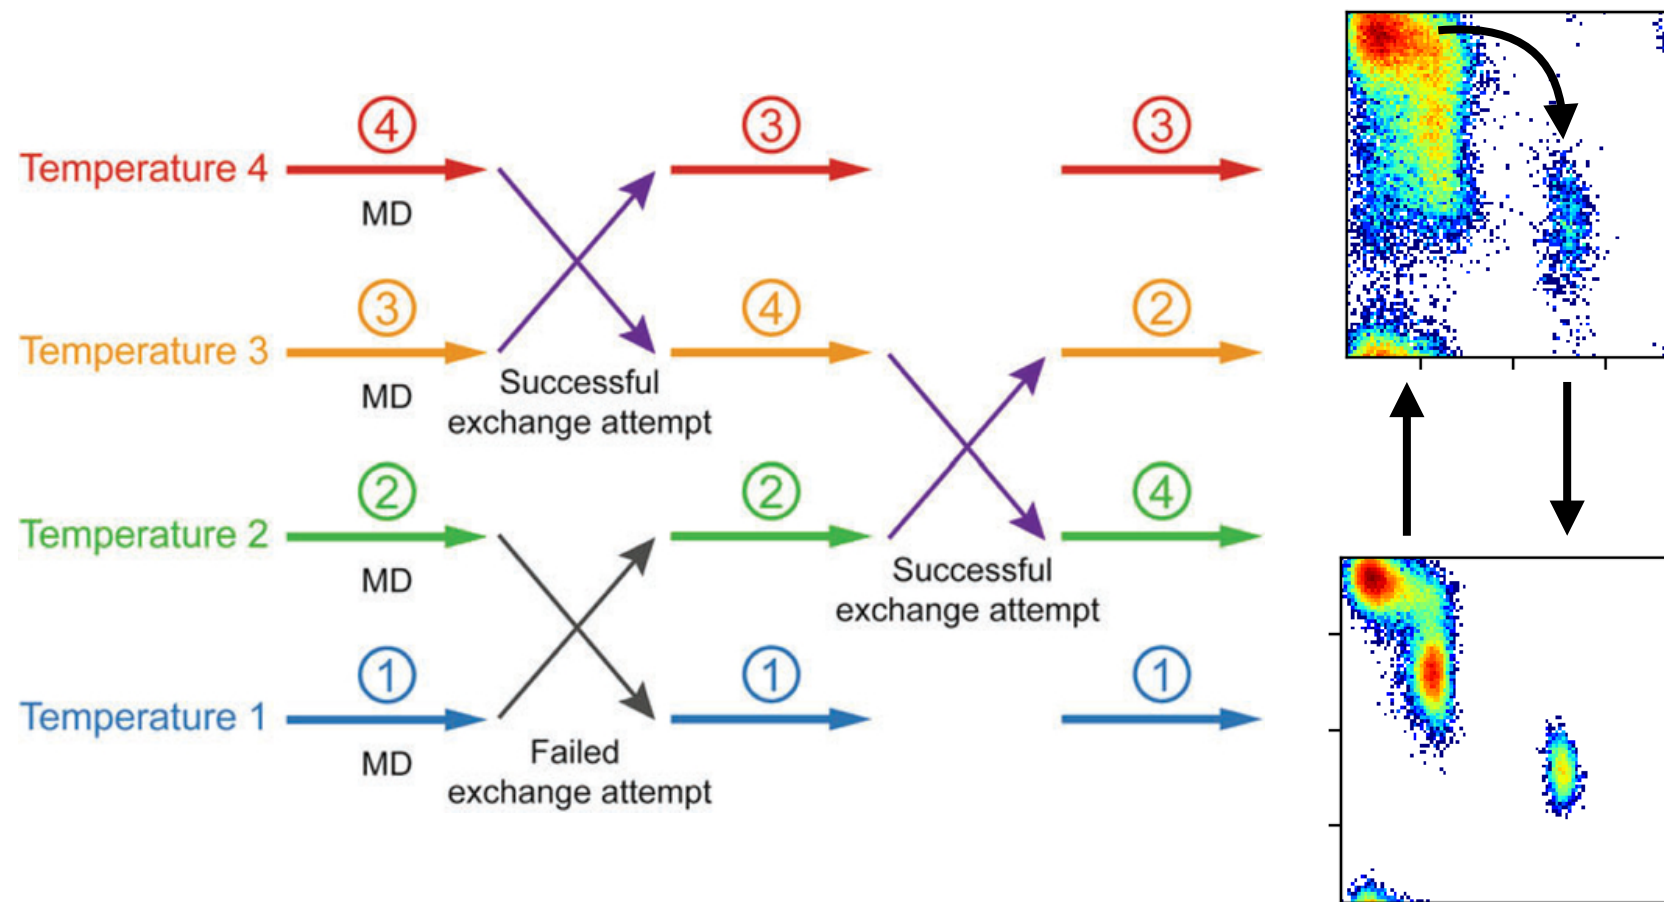 ④ ③ ③
Temperature 4
MD
③ ④ ②
Temperature 3
MD
Successful
exchange attempt
② ② ④
Temperature 2
MD
Successful
exchange attempt
① ① ①
Temperature 1
MD
Failed
exchange attempt